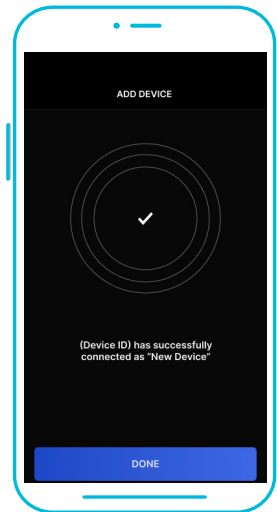 ADD DEVICE
(Device ID) has successfully
connected as "New Device"
DONE